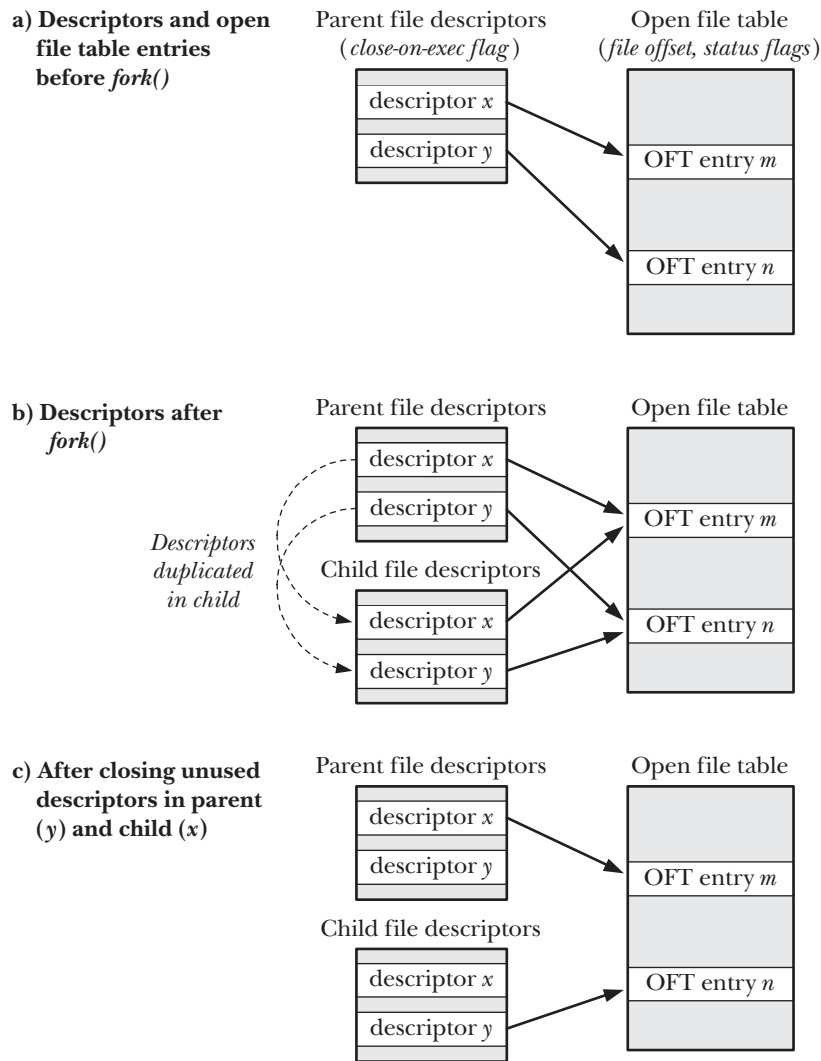 a) Descriptors and open
file table entries
before fork()
Parent file descriptors
(close-on-exec flag)
descriptor x
descriptor y
Open file table
(file offset, status flags)
OFT entry m
OFT entry n
b) Descriptors after
fork()
Parent file descriptors
descriptor x
descriptor y
Descriptors
duplicated
in child
Child file descriptors
descriptor x
descriptor y
Open file table
OFT entry m
OFT entry n
c) After closing unused
descriptors in parent
(y) and child (x)
Parent file descriptors
descriptor x
descriptor y
Child file descriptors
descriptor x
descriptor y
Open file table
OFT entry m
OFT entry n